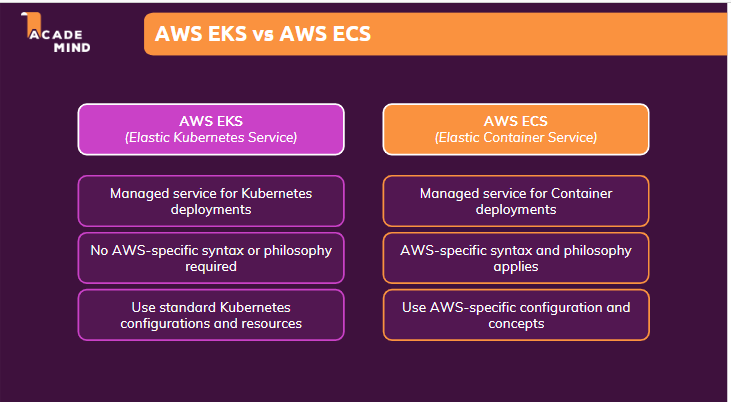 ACADE
MIND
AWS EKS vs AWS ECS
AWS EKS
(Elastic Kubernetes Service)
Managed service for Kubernetes
deployments
No AWS-specific syntax or philosophy
required
Use standard Kubernetes
configurations and resources
AWS ECS
(Elastic Container Service)
Managed service for Container
deployments
AWS-specific syntax and philosophy
applies
Use AWS-specific configuration and
concepts